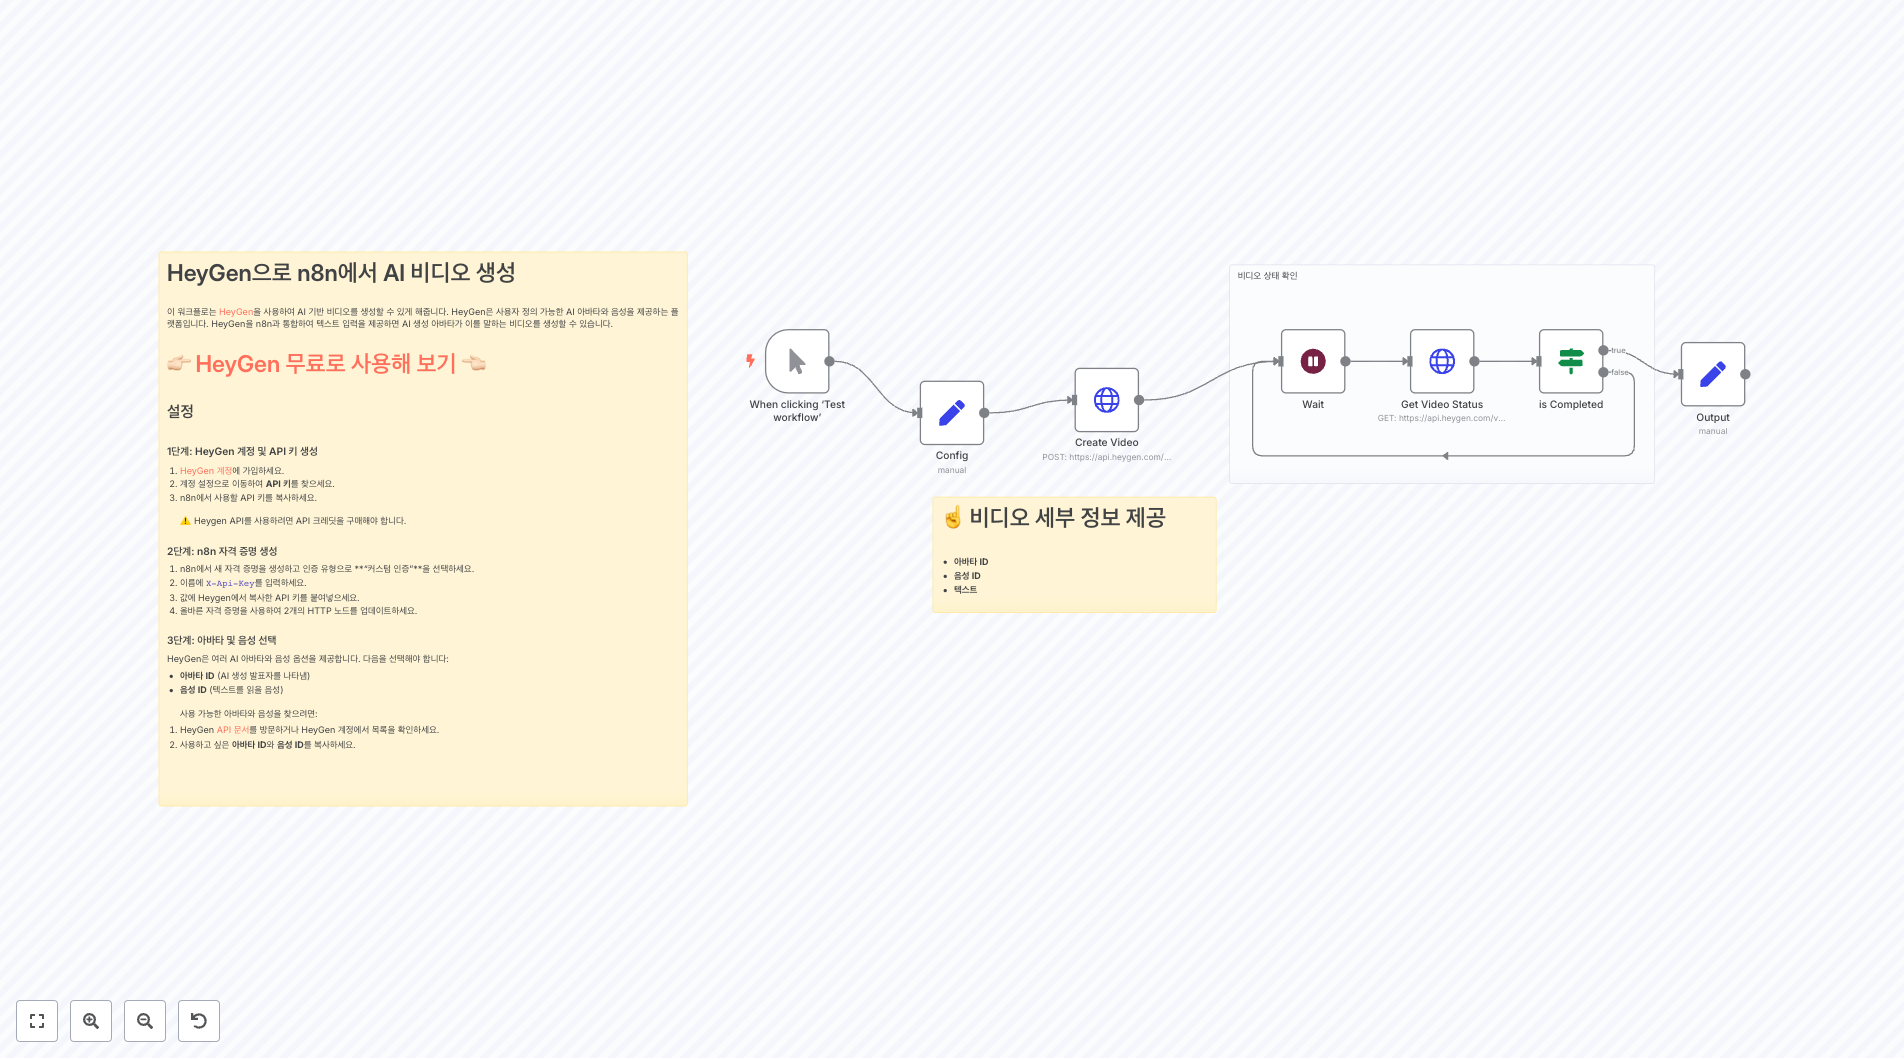 HeyGen으로 n8n에서 AI 비디오 생성
이 워크플로는 HeyGen을 사용하여 AI 기반 비디오를 생성할 수 있게 해줍니다. HeyGen은 사용자 정의 가능한 AI 아바타와 음성을 제공하는 플
랫폼입니다. HeyGen을 n8n과 통합하여 텍스트 입력을 제공하면 AI 생성 아바타가 이를 말하는 비디오를 생성할 수 있습니다.
👉🏻 HeyGen 무료로 사용해 보기 👈🏻
설정
1단계: HeyGen 계정 및 API 키 생성
1. HeyGen 계정에 가입하세요.
2. 계정 설정으로 이동하여 API 키를 찾으세요.
3. n8n에서 사용할 API 키를 복사하세요.
⚠️ Heygen API를 사용하려면 API 크레딧을 구매해야 합니다.
2단계: n8n 자격 증명 생성
1. n8n에서 새 자격 증명을 생성하고 인증 유형으로 **"커스텀 인증"**을 선택하세요.
2. 이름에 X-Api-Key를 입력하세요.
3. 값에 Heygen에서 복사한 API 키를 붙여넣으세요.
4. 올바른 자격 증명을 사용하여 2개의 HTTP 노드를 업데이트하세요.
3단계: 아바타 및 음성 선택
HeyGen은 여러 AI 아바타와 음성 옵션을 제공합니다. 다음을 선택해야 합니다:
• 아바타 ID (AI 생성 발표자를 나타냄)
• 음성 ID (텍스트를 읽을 음성)
사용 가능한 아바타와 음성을 찾으려면:
1. HeyGen API 문서를 방문하거나 HeyGen 계정에서 목록을 확인하세요.
2. 사용하고 싶은 아바타 ID와 음성 ID를 복사하세요.
When clicking ‘Test
workflow’
Config
manual
Create Video
POST: https://api.heygen.com/...
☝️ 비디오 세부 정보 제공
• 아바타 ID
• 음성 ID
• 텍스트
비디오 상태 확인
Wait
Get Video Status
GET: https://api.heygen.com/v...
is Completed
true
false
Output
manual